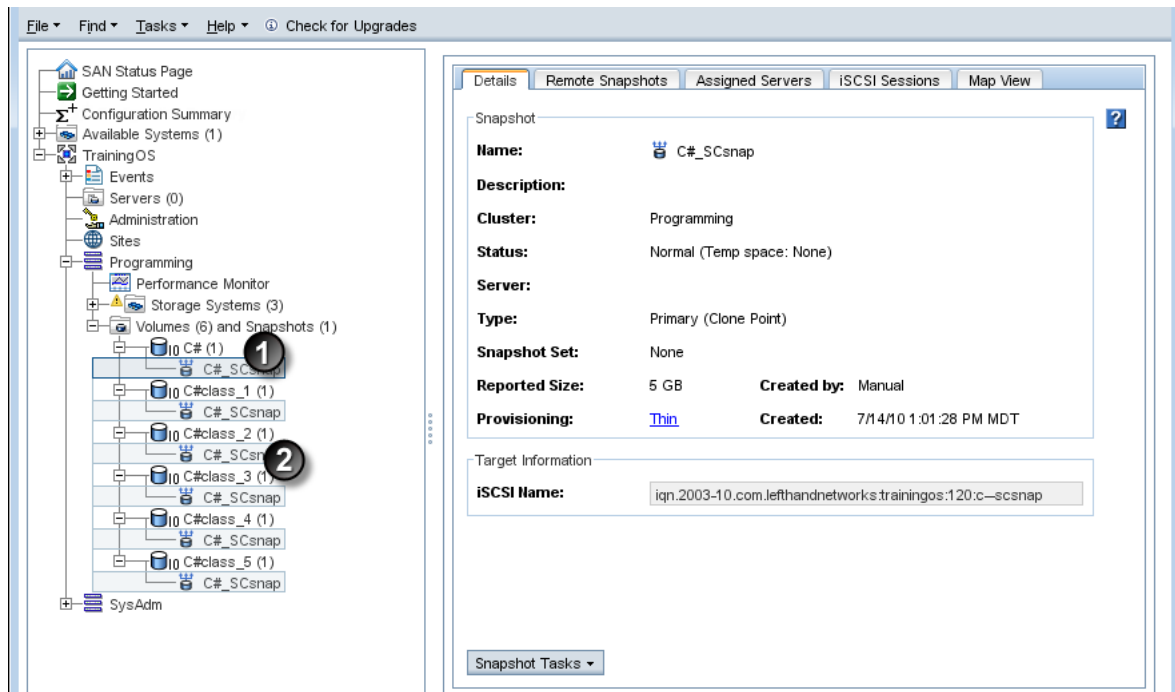 File Find Tasks Help Check for Upgrades
SAN Status Page
Getting Started
Configuration Summary
Available Systems (1)
TrainingOS
Events
Servers (0)
Administration
Sites
Programming
Performance Monitor
Storage Systems (3)
Volumes (6) and Snapshots (1)
C# (1)
1
C#_SCsnap
C#class_1 (1)
C#_SCsnap
C#class_2 (1)
C#_SCsn
2
C#class_3 (1)
C#_SCsnap
C#class_4 (1)
C#_SCsnap
C#class_5 (1)
C#_SCsnap
SysAdm
Details Remote Snapshots Assigned Servers iSCSI Sessions Map View
Snapshot
?
Name: C#_SCsnap
Description:
Cluster: Programming
Status: Normal (Temp space: None)
Server:
Type: Primary (Clone Point)
Snapshot Set: None
Reported Size: 5 GB Created by: Manual
Provisioning: Thin Created: 7/14/10 1:01:28 PM MDT
Target Information
iSCSI Name: iqn.2003-10.com.lefthandnetworks:trainingos:120:c--scsnap
Snapshot Tasks